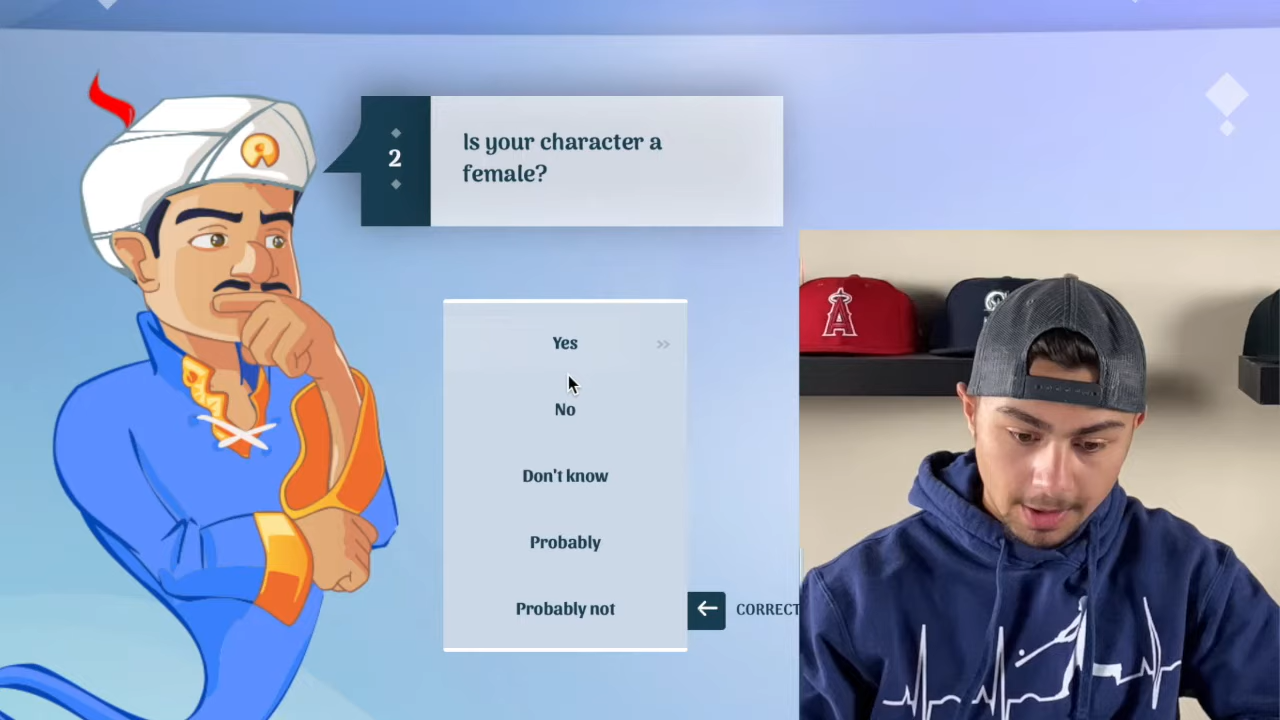 2
Is your character a
female?
Yes
No
Don't know
Probably
Probably not
CORRECT
A
S